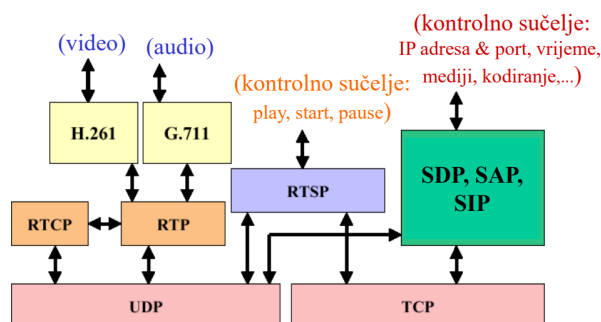 (kontrolno sučelje:
IP adresa & port, vrijeme,
mediji, kodiranje,...)
(video)
(audio)
(kontrolno sučelje:
play, start, pause)
H.261
G.711
SDP, SAP,
SIP
RTSP
RTCP
RTP
UDP
TCP